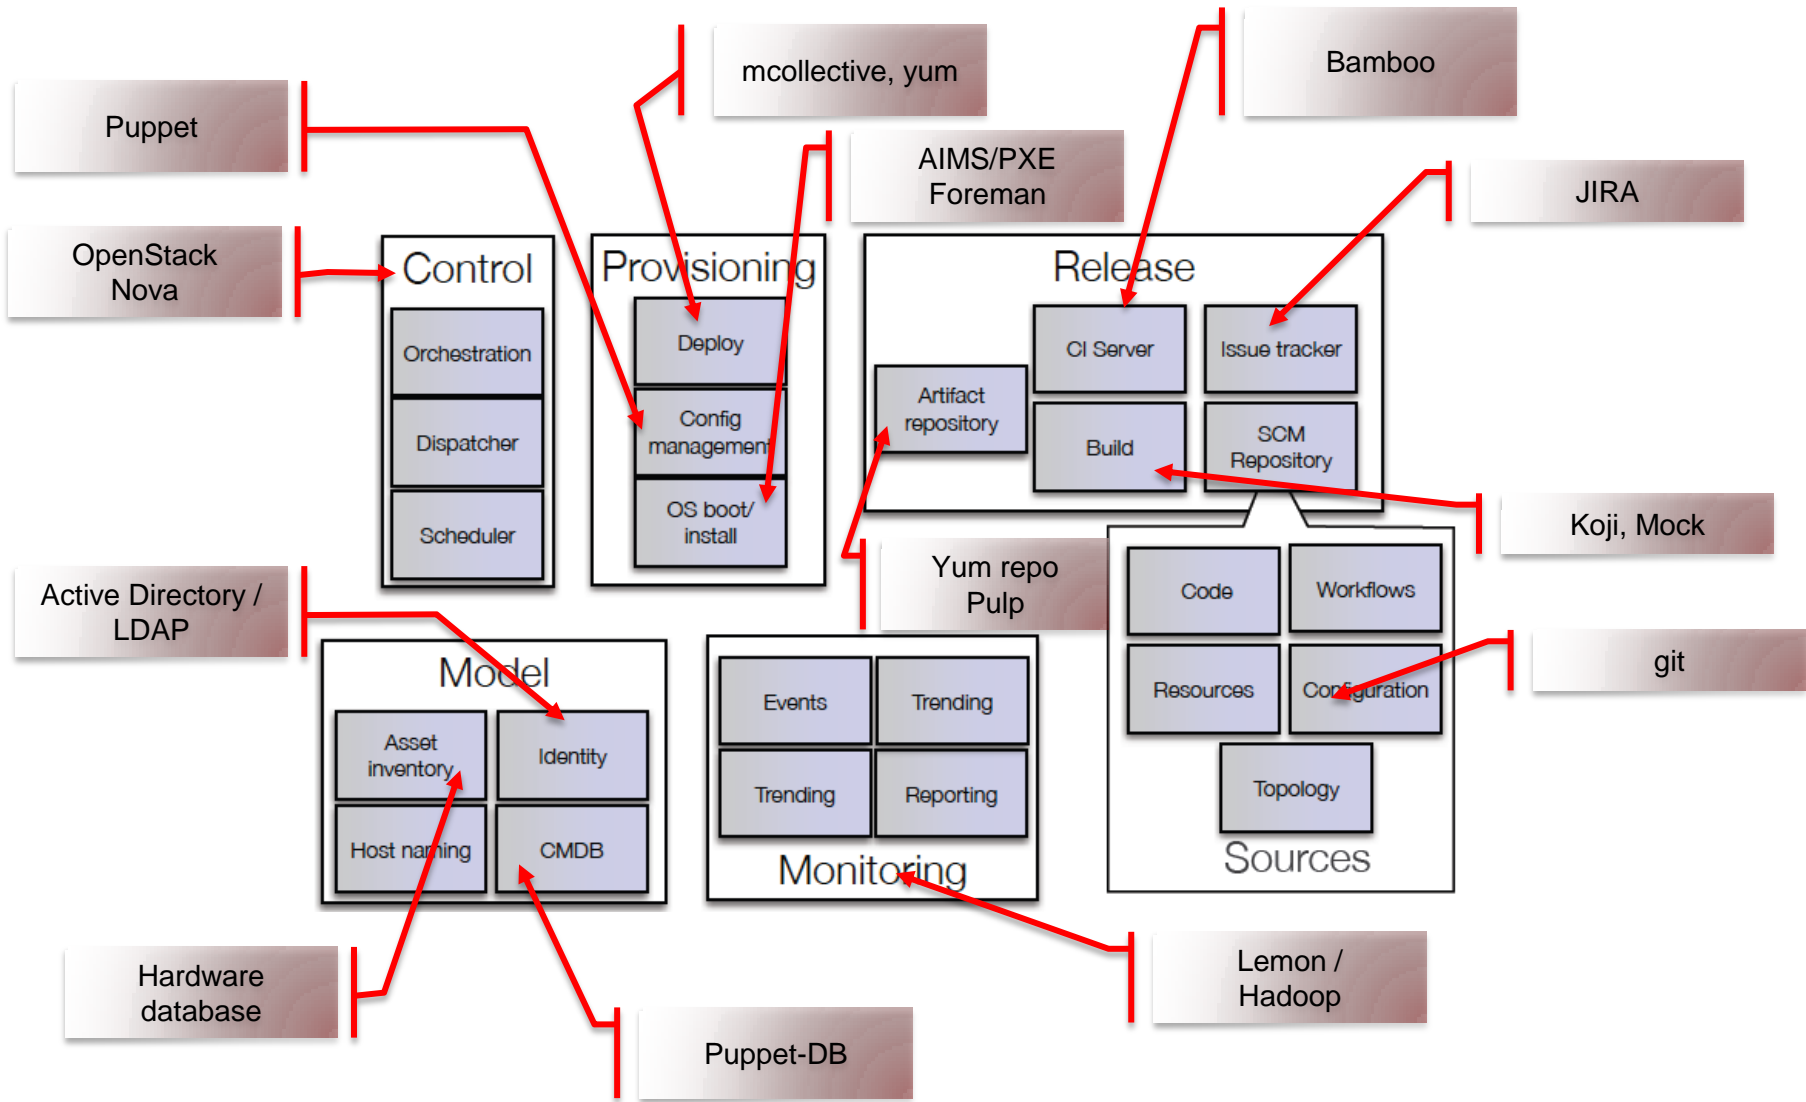 mcollective, yum
Bamboo
Puppet
AIMS/PXE
Foreman
JIRA
OpenStack
Nova
Control
Orchestration
Dispatcher
Scheduler
Provisioning
Deploy
Config
management
OS boot/
install
Release
CI Server
Issue tracker
Artifact
repository
Build
SCM
Repository
Koji, Mock
Yum repo
Pulp
Active Directory /
LDAP
Code
Workflows
Resources
Configuration
Topology
Sources
git
Model
Asset
inventory
Identity
Host naming
CMDB
Events
Trending
Trending
Reporting
Monitoring
Hardware
database
Puppet-DB
Lemon /
Hadoop